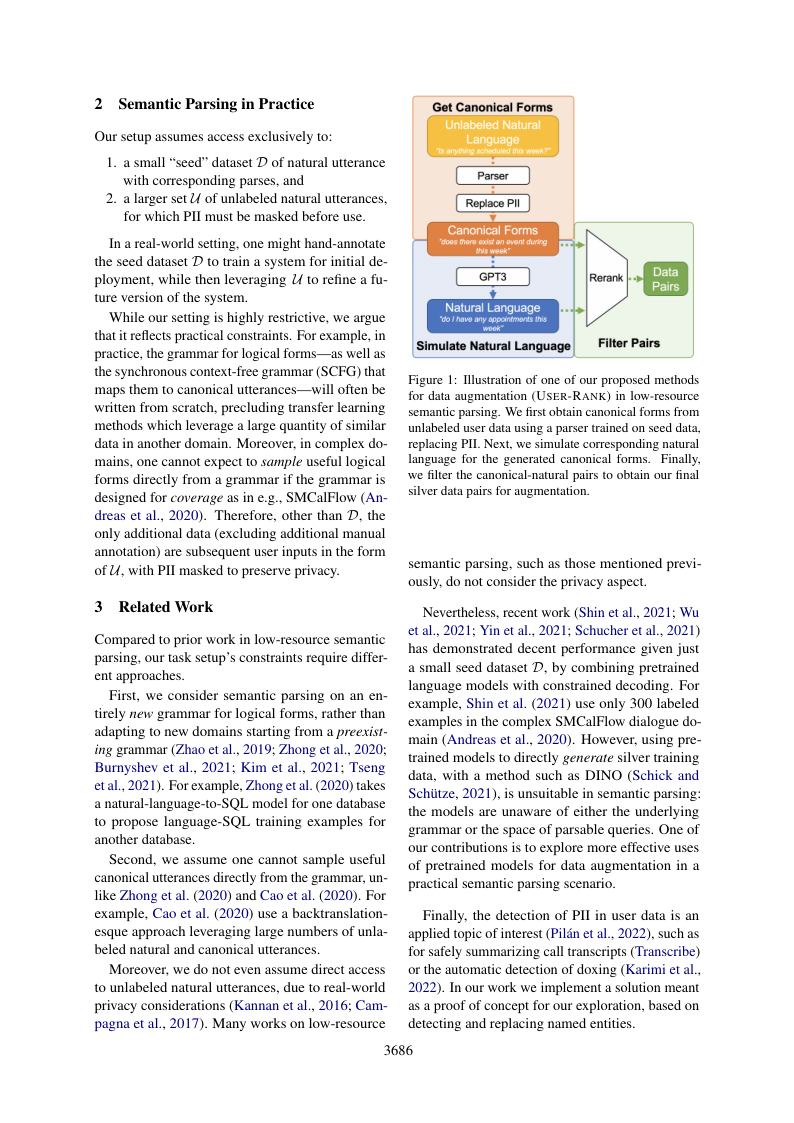 2 Semantic Parsing in Practice
Our setup assumes access exclusively to:
1. a small “seed” dataset D of natural utterance
with corresponding parses, and
2. a larger set U of unlabeled natural utterances,
for which PII must be masked before use.
In a real-world setting, one might hand-annotate
the seed dataset D to train a system for initial de-
ployment, while then leveraging U to refine a fu-
ture version of the system.
While our setting is highly restrictive, we argue
that it reflects practical constraints. For example, in
practice, the grammar for logical forms—as well as
the synchronous context-free grammar (SCFG) that
maps them to canonical utterances—will often be
written from scratch, precluding transfer learning
methods which leverage a large quantity of similar
data in another domain. Moreover, in complex do-
mains, one cannot expect to sample useful logical
forms directly from a grammar if the grammar is
designed for coverage as in e.g., SMCalFlow (An-
dreas et al., 2020). Therefore, other than D, the
only additional data (excluding additional manual
annotation) are subsequent user inputs in the form
of U, with PII masked to preserve privacy.
3 Related Work
Compared to prior work in low-resource semantic
parsing, our task setup’s constraints require differ-
ent approaches.
First, we consider semantic parsing on an en-
tirely new grammar for logical forms, rather than
adapting to new domains starting from a preexist-
ing grammar (Zhao et al., 2019; Zhong et al., 2020;
Burnyshev et al., 2021; Kim et al., 2021; Tseng
et al., 2021). For example, Zhong et al. (2020) takes
a natural-language-to-SQL model for one database
to propose language-SQL training examples for
another database.
Second, we assume one cannot sample useful
canonical utterances directly from the grammar, un-
like Zhong et al. (2020) and Cao et al. (2020). For
example, Cao et al. (2020) use a backtranslation-
esque approach leveraging large numbers of unla-
beled natural and canonical utterances.
Moreover, we do not even assume direct access
to unlabeled natural utterances, due to real-world
privacy considerations (Kannan et al., 2016; Cam-
pagna et al., 2017). Many works on low-resource
Get Canonical Forms
Unlabeled Natural
Language
"Is anything scheduled this week?"
Parser
Replace PII
Canonical Forms
"does there exist an event during
this week"
GPT3
Natural Language
"do I have any appointments this
week"
Simulate Natural Language
Rerank
Data
Pairs
Filter Pairs
Figure 1: Illustration of one of our proposed methods
for data augmentation (USER-RANK) in low-resource
semantic parsing. We first obtain canonical forms from
unlabeled user data using a parser trained on seed data,
replacing PII. Next, we simulate corresponding natural
language for the generated canonical forms. Finally,
we filter the canonical-natural pairs to obtain our final
silver data pairs for augmentation.
semantic parsing, such as those mentioned previ-
ously, do not consider the privacy aspect.
Nevertheless, recent work (Shin et al., 2021; Wu
et al., 2021; Yin et al., 2021; Schucher et al., 2021)
has demonstrated decent performance given just
a small seed dataset D, by combining pretrained
language models with constrained decoding. For
example, Shin et al. (2021) use only 300 labeled
examples in the complex SMCalFlow dialogue do-
main (Andreas et al., 2020). However, using pre-
trained models to directly generate silver training
data, with a method such as DINO (Schick and
Schütze, 2021), is unsuitable in semantic parsing:
the models are unaware of either the underlying
grammar or the space of parsable queries. One of
our contributions is to explore more effective uses
of pretrained models for data augmentation in a
practical semantic parsing scenario.
Finally, the detection of PII in user data is an
applied topic of interest (Pilán et al., 2022), such as
for safely summarizing call transcripts (Transcribe)
or the automatic detection of doxing (Karimi et al.,
2022). In our work we implement a solution meant
as a proof of concept for our exploration, based on
detecting and replacing named entities.
3686